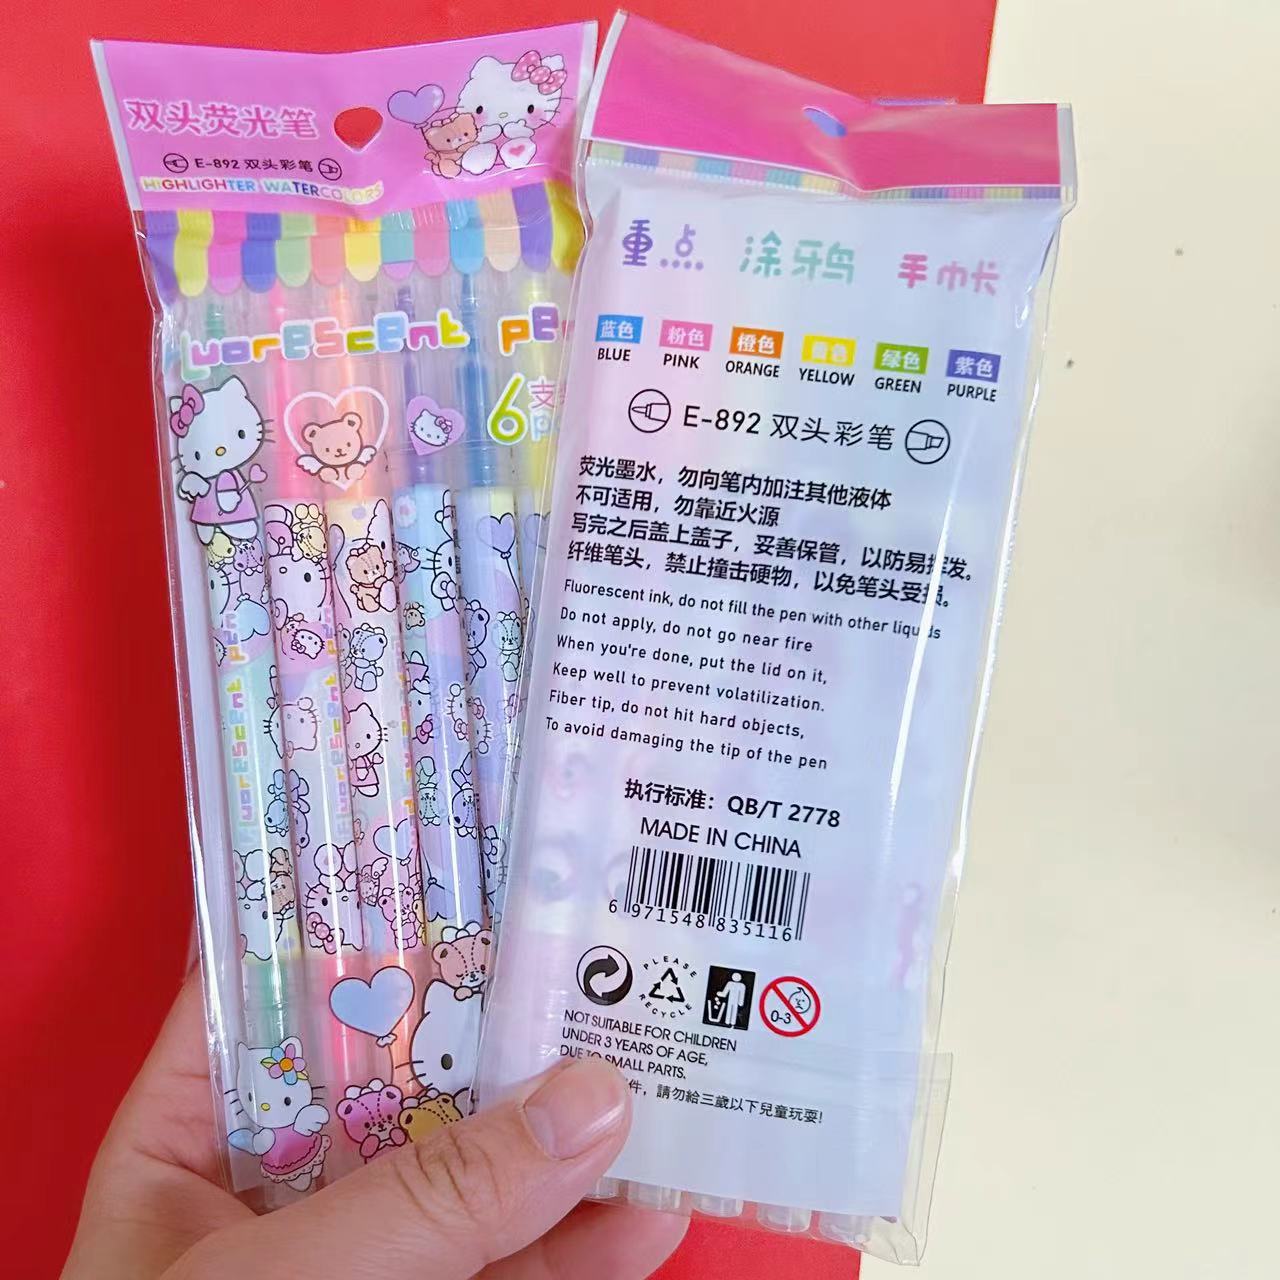 双头荧光笔
E-892 双头彩笔
HIGHLIGHTER WATERCOLORS
luorescent pe
6支
重点 涂鸦鸟 手巾长
蓝色 粉色 橙色 黄色 绿色 紫色
BLUE PINK ORANGE YELLOW GREEN PURPLE
E-892 双头彩笔
荧光墨水，勿向笔内加注其他液体
不可适用，勿靠近火源
写完之后盖上盖子，妥善保管，以防易挥发。
纤维笔头，禁止撞击硬物，以免笔头受损。
Fluorescent ink, do not fill the pen with other liquids
Do not apply, do not go near fire
When you're done, put the lid on it,
Keep well to prevent volatilization.
Fiber tip, do not hit hard objects,
To avoid damaging the tip of the pen
执行标准：QB/T 2778
MADE IN CHINA
6 971548 835116
PLEASE RECYCLE
0-3
NOT SUITABLE FOR CHILDREN
UNDER 3 YEARS OF AGE,
DUE TO SMALL PARTS.
件，請勿給三歲以下兒童玩耍!